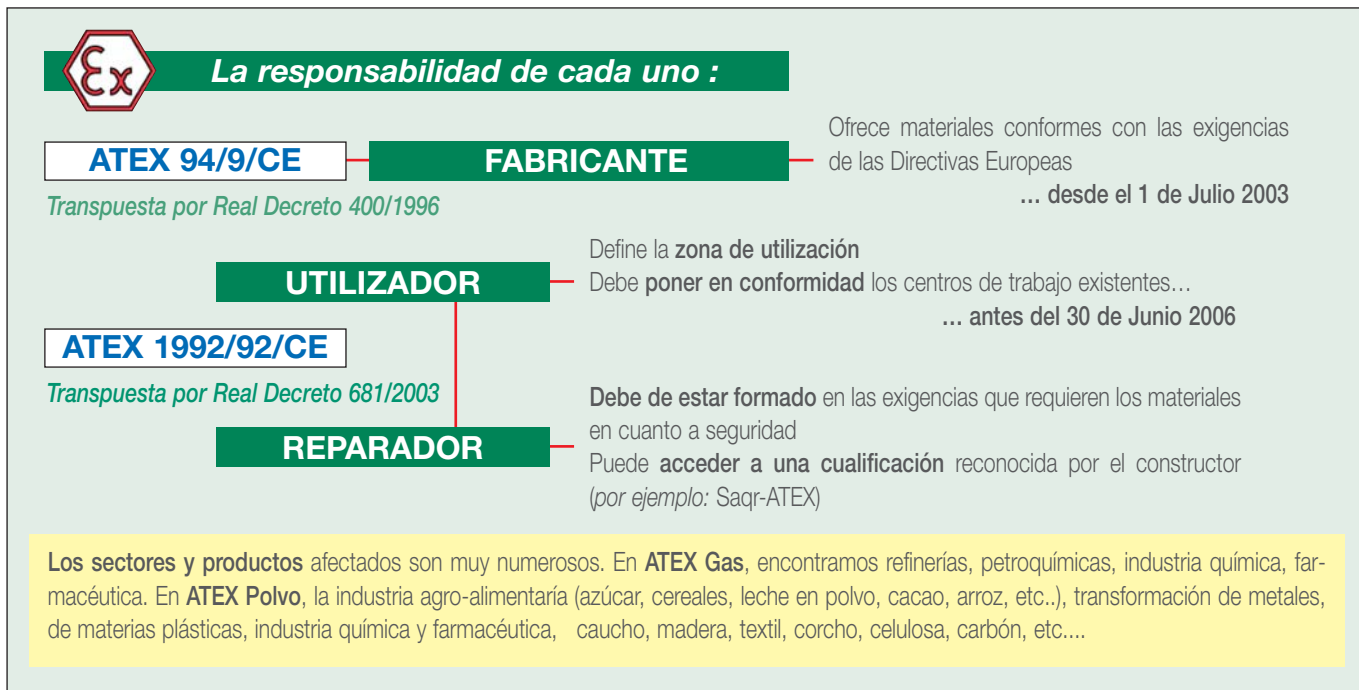 Ex
La responsabilidad de cada uno :
ATEX 94/9/CE
FABRICANTE
Ofrece materiales conformes con las exigencias
de las Directivas Europeas
... desde el 1 de Julio 2003
Transpuesta por Real Decreto 400/1996
UTILIZADOR
Define la zona de utilización
Debe poner en conformidad los centros de trabajo existentes...
... antes del 30 de Junio 2006
ATEX 1992/92/CE
Transpuesta por Real Decreto 681/2003
REPARADOR
Debe de estar formado en las exigencias que requieren los materiales
en cuanto a seguridad
Puede acceder a una cualificación reconocida por el constructor
(por ejemplo: Saqr-ATEX)
Los sectores y productos afectados son muy numerosos. En ATEX Gas, encontramos refinerías, petroquímicas, industria química, far-
macéutica. En ATEX Polvo, la industria agro-alimentaría (azúcar, cereales, leche en polvo, cacao, arroz, etc..), transformación de metales,
de materias plásticas, industria química y farmacéutica, caucho, madera, textil, corcho, celulosa, carbón, etc....